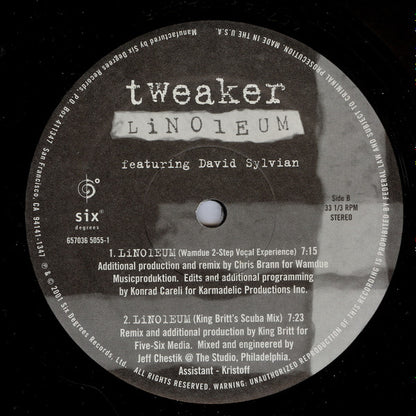 tweaker
LiNO1EUM
featuring David Sylvian
six°
degrees
657036 5055-1
Side B
33 1/3 RPM
STEREO
1. LiNO1EUM (Wamdue 2-Step Vocal Experience) 7:15
Additional production and remix by Chris Brann for Wamdue
Musicproduktion. Edits and additional programming
by Konrad Careli for Karmadelic Productions Inc.
2. LiNO1EUM (King Britt's Scuba Mix) 7:23
Remix and additional production by King Britt for
Five-Six Media. Mixed and engineered by
Jeff Chestik @ The Studio, Philadelphia.
Assistant - Kristoff
℗ & © 2001 Six Degrees Records, Ltd. ALL RIGHTS RESERVED. WARNING: UNAUTHORIZED REPRODUCTION OF THIS RECORDING IS PROHIBITED BY FEDERAL LAW AND SUBJECT TO CRIMINAL PROSECUTION. MADE IN THE U.S.A.
Manufactured by Six Degrees Records, P.O. Box 411347, San Francisco, CA 94141-1347